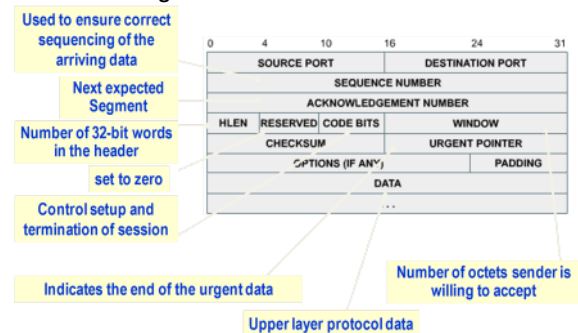 Used to ensure correct
sequencing of the
arriving data
0 4 10 16 24 31
SOURCE PORT DESTINATION PORT
SEQUENCE NUMBER
Next expected
Segment
ACKNOWLEDGEMENT NUMBER
HLEN RESERVED CODE BITS WINDOW
Number of 32-bit words
in the header
CHECKSUM URGENT POINTER
OPTIONS (IF ANY) PADDING
set to zero
DATA
. . .
Control setup and
termination of session
Indicates the end of the urgent data
Number of octets sender is
willing to accept
Upper layer protocol data